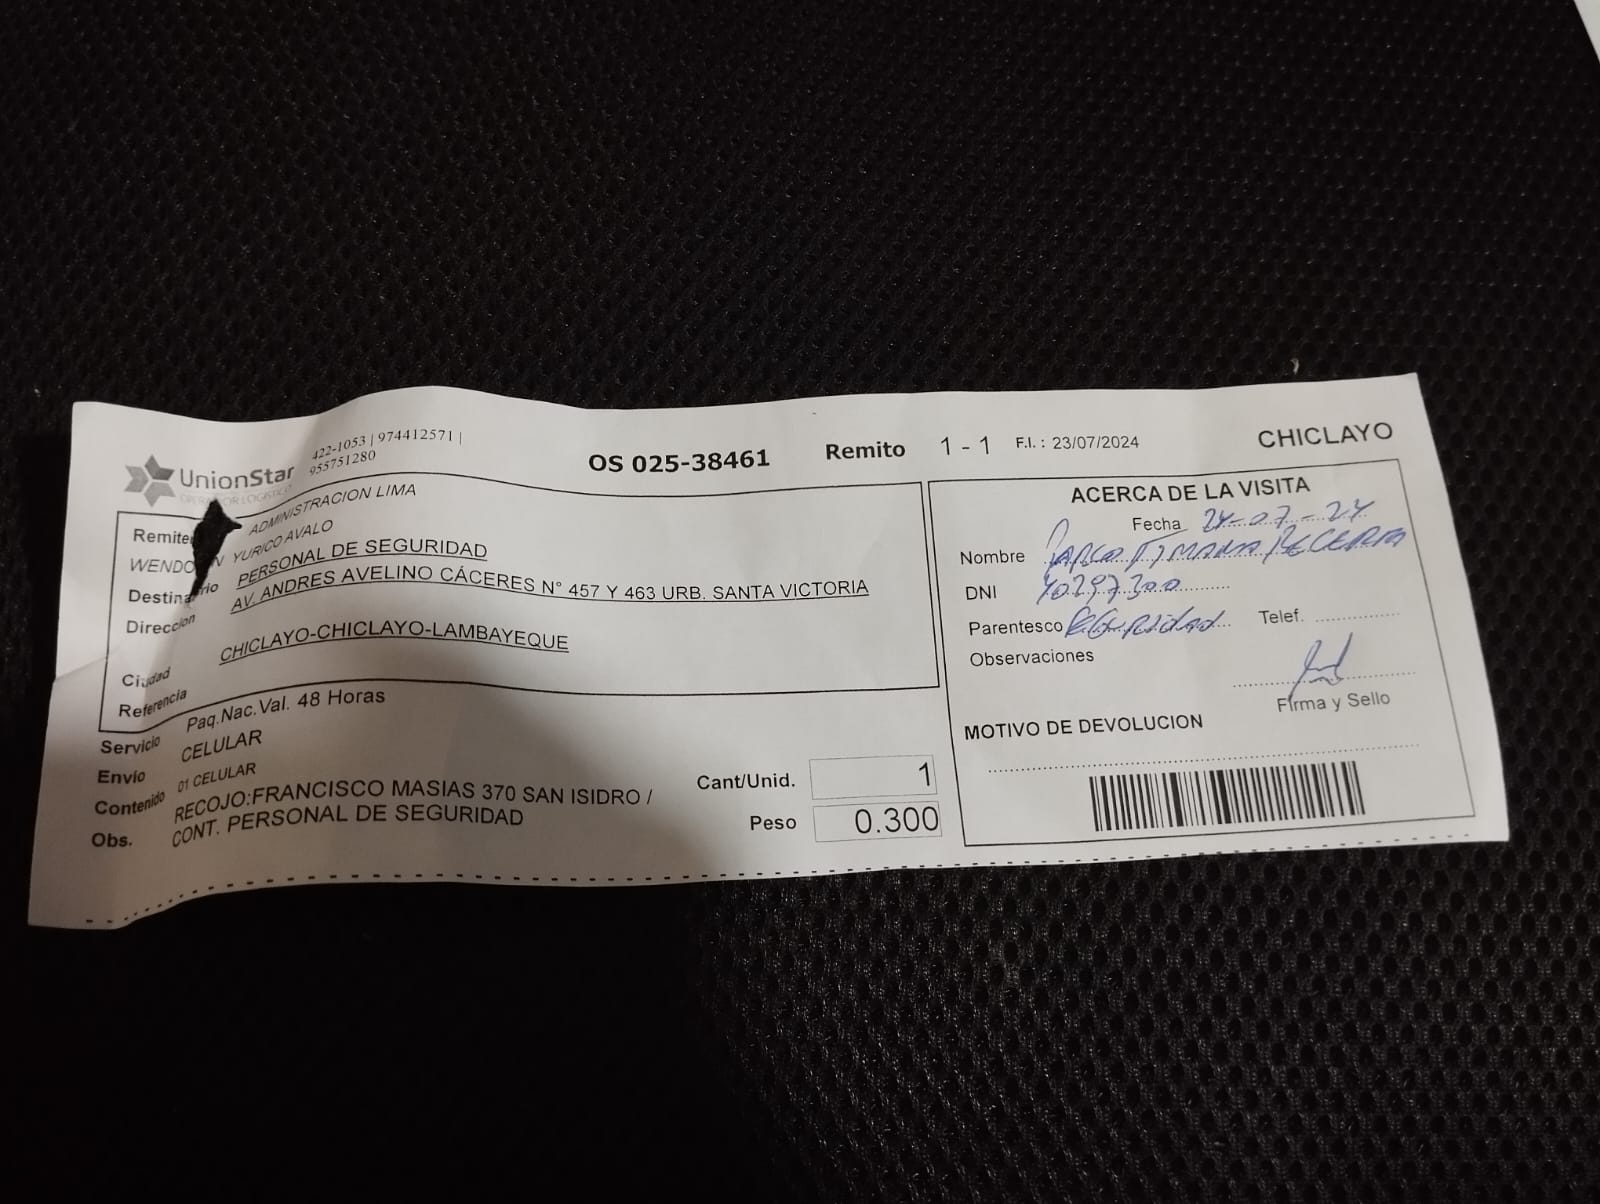 UnionStar
422-1053 | 974412571 |
955751280
OS 025-38461
Remito 1 - 1
F.I. : 23/07/2024
CHICLAYO
ADMINISTRACION LIMA
YURICO AVALO
Destinatario PERSONAL DE SEGURIDAD
Direccion AV. ANDRES AVELINO CÁCERES N° 457 Y 463 URB. SANTA VICTORIA
Ciudad CHICLAYO-CHICLAYO-LAMBAYEQUE
Referencia
Servicio Paq.Nac.Val. 48 Horas
Envio CELULAR
Contenido 01 CELULAR
Obs. RECOJO:FRANCISCO MASIAS 370 SAN ISIDRO /
CONT. PERSONAL DE SEGURIDAD
Cant/Unid. 1
Peso 0.300
ACERCA DE LA VISITA
Fecha 24-07-24
Nombre
DNI 40297300
Parentesco Seguridad Telef.
Observaciones
Firma y Sello
MOTIVO DE DEVOLUCION